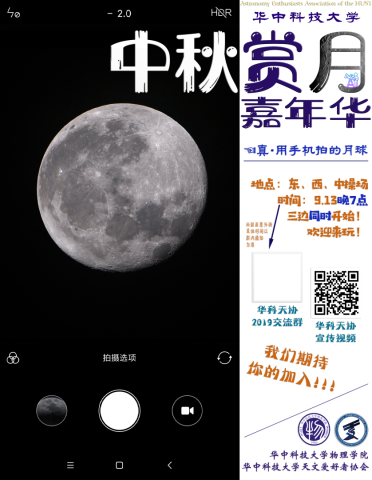 70
- 2.0
HDR
Astronomy Enthusiasts Association of the HUST
华中科技大学
中秋赏月
嘉年华
真·用手机拍的月球
地点：东、西、中操场
时间：9.13晚7点
三边同时开始！
欢迎来玩！
华科天协
2019交流群
华科天协
宣传视频
我们期待
你的加入！！！
拍摄选项
华中科技大学物理学院
华中科技大学天文爱好者协会